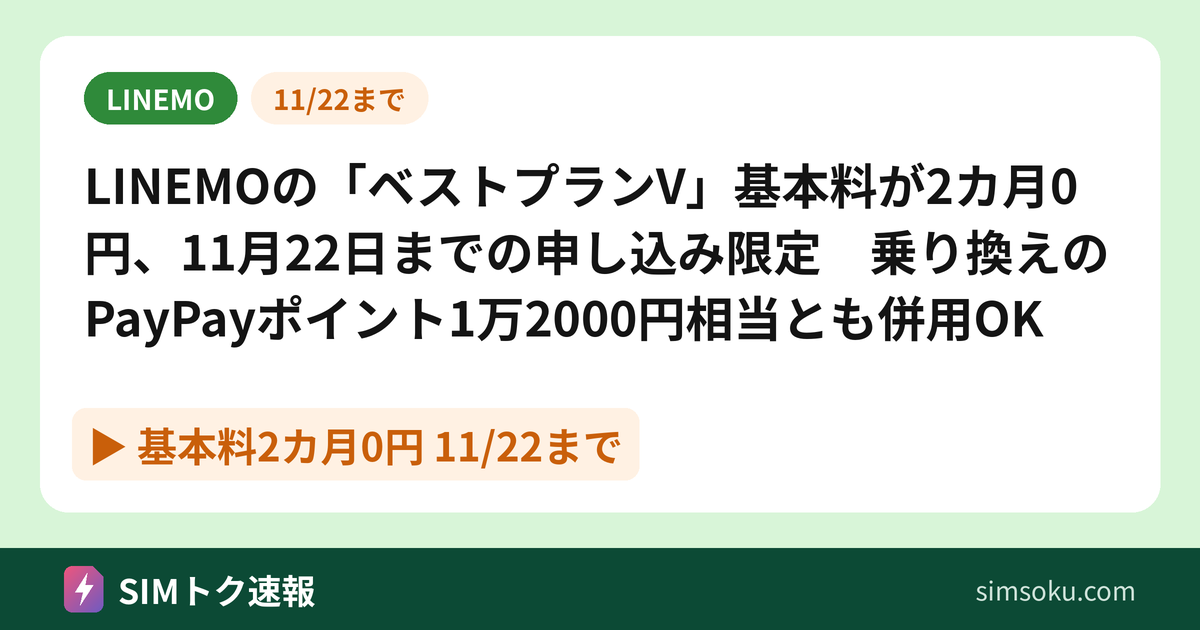 LINEMO
11/22まで
LINEMOの「ベストプランV」基本料が2カ月0
円、11月22日までの申し込み限定　乗り換えの
PayPayポイント1万2000円相当とも併用OK
▶ 基本料2カ月0円 11/22まで
SIMトク速報
simsoku.com